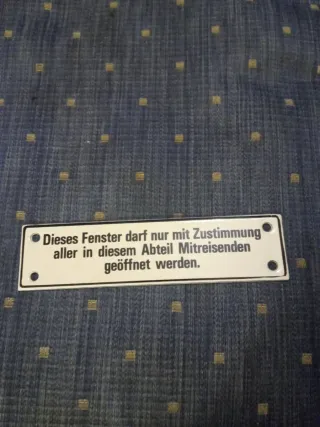 Dieses Fenster darf nur mit Zustimmung
aller in diesem Abteil Mitreisenden
geöffnet werden.